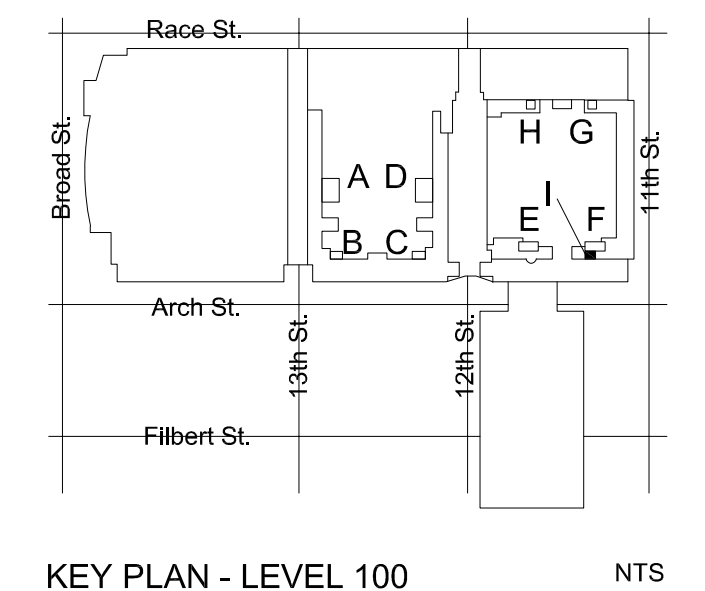 Race St.
Broad St.
11th St.
H G
A D
I
E F
B C
Arch St.
13th St.
12th St.
Filbert St.
KEY PLAN - LEVEL 100
NTS